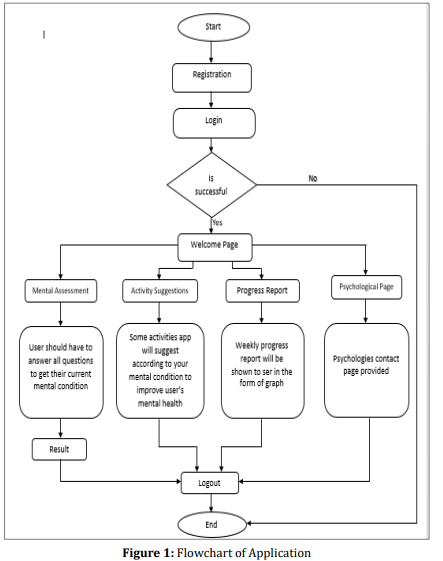 Start
Registration
Login
Is
successful
No
Yes
Welcome Page
Mental Assessment
Activity Suggestions
Progress Report
Psychological Page
User should have to
answer all questions
to get their current
mental condition
Some activities app
will suggest
according to your
mental condition to
improve user's
mental health
Weekly progress
report will be
shown to ser in the
form of graph
Psychologies contact
page provided
Result
Logout
End
Figure 1: Flowchart of Application